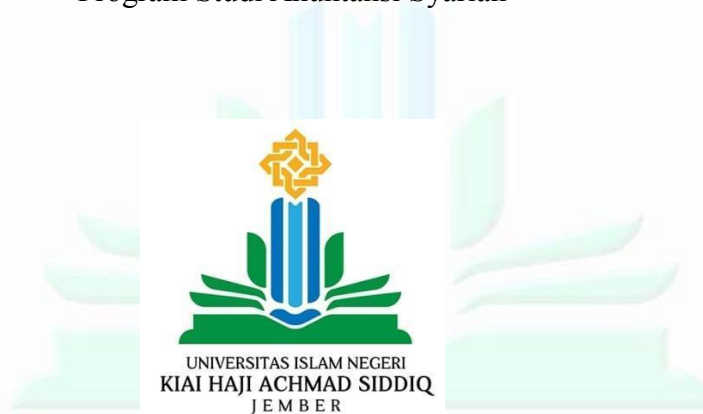 Program Studi Akuntansi Syariah
UNIVERSITAS ISLAM NEGERI
KIAI HAJI ACHMAD SIDDIQ
JEMBER